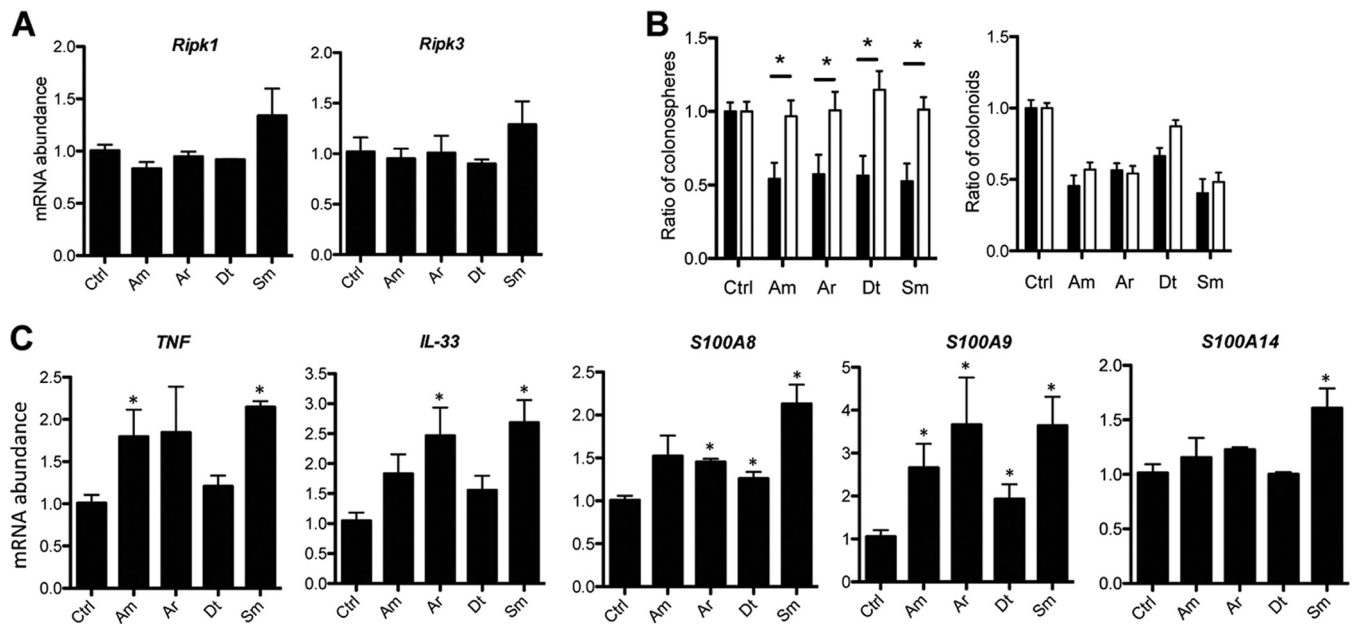 A
Ripk1
Ripk3
mRNA abundance
2.0
1.5
1.0
0.5
0.0
Ctrl Am Ar Dt Sm
2.0
1.5
1.0
0.5
0.0
Ctrl Am Ar Dt Sm
B
Ratio of colonospheres
1.5
1.0
0.5
0.0
* * * *
Ctrl Am Ar Dt Sm
Ratio of colonoids
1.5
1.0
0.5
0.0
Ctrl Am Ar Dt Sm
C
TNF
mRNA abundance
2.5
2.0
1.5
1.0
0.5
0.0
* *
Ctrl Am Ar Dt Sm
IL-33
3.5
3.0
2.5
2.0
1.5
1.0
0.5
0.0
* *
Ctrl Am Ar Dt Sm
S100A8
2.5
2.0
1.5
1.0
0.5
0.0
* * *
Ctrl Am Ar Dt Sm
S100A9
5
4
3
2
1
0
* * * *
Ctrl Am Ar Dt Sm
S100A14
2.0
1.5
1.0
0.5
0.0
*
Ctrl Am Ar Dt Sm